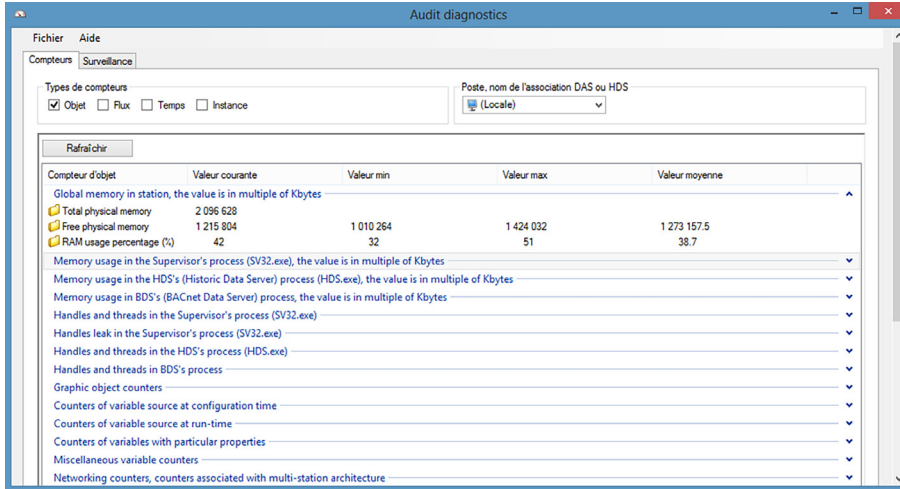 Audit diagnostics
Fichier Aide
Compteurs Surveillance
Types de compteurs
Objet Flux Temps Instance
Poste, nom de l'association DAS ou HDS
(Locale)
Rafraîchir
Compteur d'objet Valeur courante Valeur min Valeur max Valeur moyenne
Global memory in station, the value is in multiple of Kbytes
Total physical memory 2 096 628
Free physical memory 1 215 804 1 010 264 1 424 032 1 273 157.5
RAM usage percentage (%) 42 32 51 38.7
Memory usage in the Supervisor's process (SV32.exe), the value is in multiple of Kbytes
Memory usage in the HDS's (Historic Data Server) process (HDS.exe), the value is in multiple of Kbytes
Memory usage in BDS's (BACnet Data Server) process, the value is in multiple of Kbytes
Handles and threads in the Supervisor's process (SV32.exe)
Handles leak in the Supervisor's process (SV32.exe)
Handles and threads in the HDS's process (HDS.exe)
Handles and threads in BDS's process
Graphic object counters
Counters of variable source at configuration time
Counters of variable source at run-time
Counters of variables with particular properties
Miscellaneous variable counters
Networking counters, counters associated with multi-station architecture